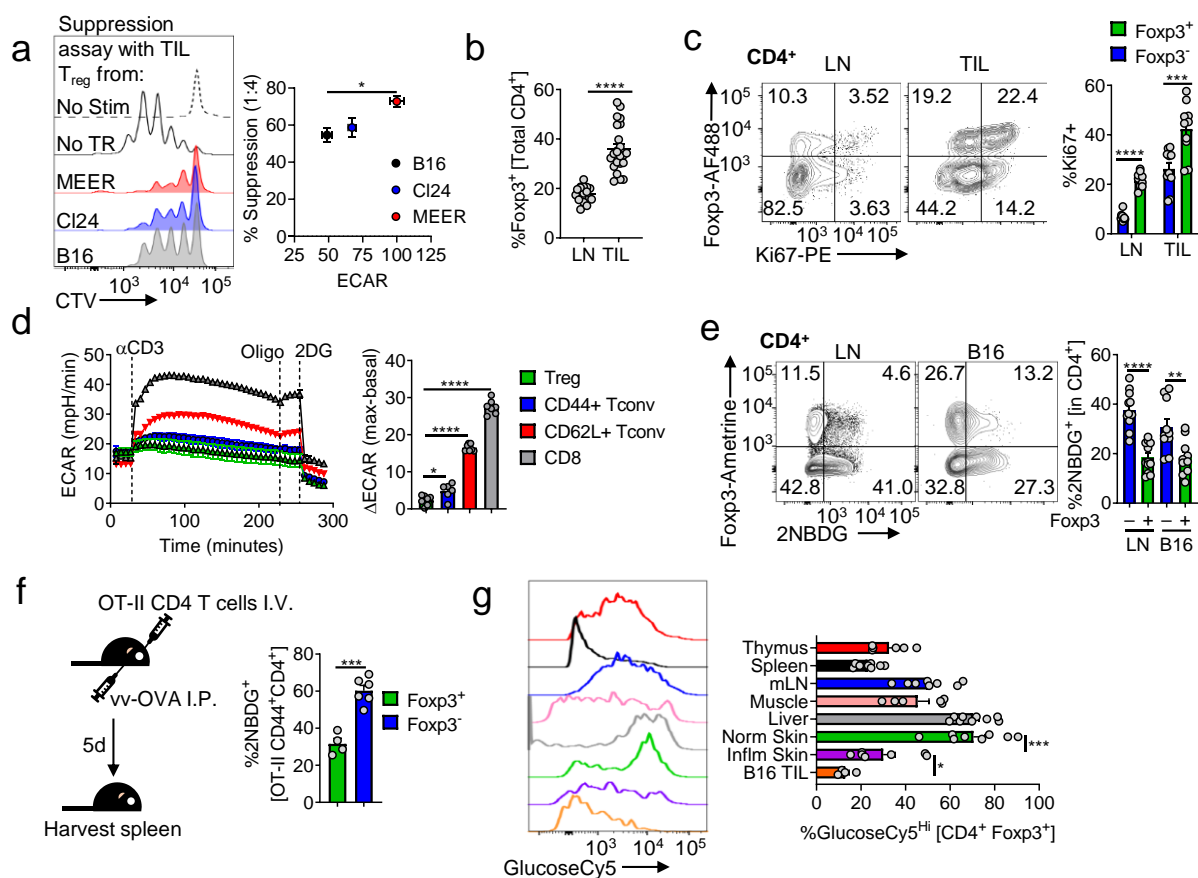 a
Suppression
assay with TIL
Treg from:
No Stim
No TR
MEER
Cl24
B16
10³ 10⁴ 10⁵
CTV
% Suppression (1:4)
80
60
40
20
0
25 50 75 100 125
ECAR
*
B16
Cl24
MEER
b
%Foxp3⁺ [Total CD4⁺]
60
40
20
0
****
LN TIL
c
CD4+
LN
TIL
Foxp3-AF488
10⁵
10³
10.3 3.52
82.5 3.63
19.2 22.4
44.2 14.2
10³ 10⁴ 10⁵
10³ 10⁴ 10⁵
Ki67-PE
Foxp3⁺
Foxp3⁻
%Ki67+
60
40
20
0
****
***
LN TIL
d
αCD3
Oligo
2DG
ECAR (mpH/min)
50
40
30
20
10
0
0 100 200 300
Time (minutes)
ΔECAR (max-basal)
40
30
20
10
0
****
****
*
Treg
CD44+ Tconv
CD62L+ Tconv
CD8
e
CD4+
LN
B16
Foxp3-Ametrine
10⁵
10⁴
10³
11.5 4.6
42.8 41.0
26.7 13.2
32.8 27.3
10³ 10⁴ 10⁵
10³ 10⁴ 10⁵
2NBDG
%2NBDG⁺ [in CD4⁺]
60
40
20
0
****
**
Foxp3 – + – +
LN B16
f
OT-II CD4 T cells I.V.
vv-OVA I.P.
5d
Harvest spleen
%2NBDG⁺
[OT-II CD44⁺CD4⁺]
80
60
40
20
0
***
Foxp3⁺
Foxp3⁻
g
10³ 10⁴ 10⁵
GlucoseCy5
Thymus
Spleen
mLN
Muscle
Liver
Norm Skin
Inflm Skin
B16 TIL
***
*
0 20 40 60 80 100
%GlucoseCy5ᴴⁱ [CD4⁺ Foxp3⁺]